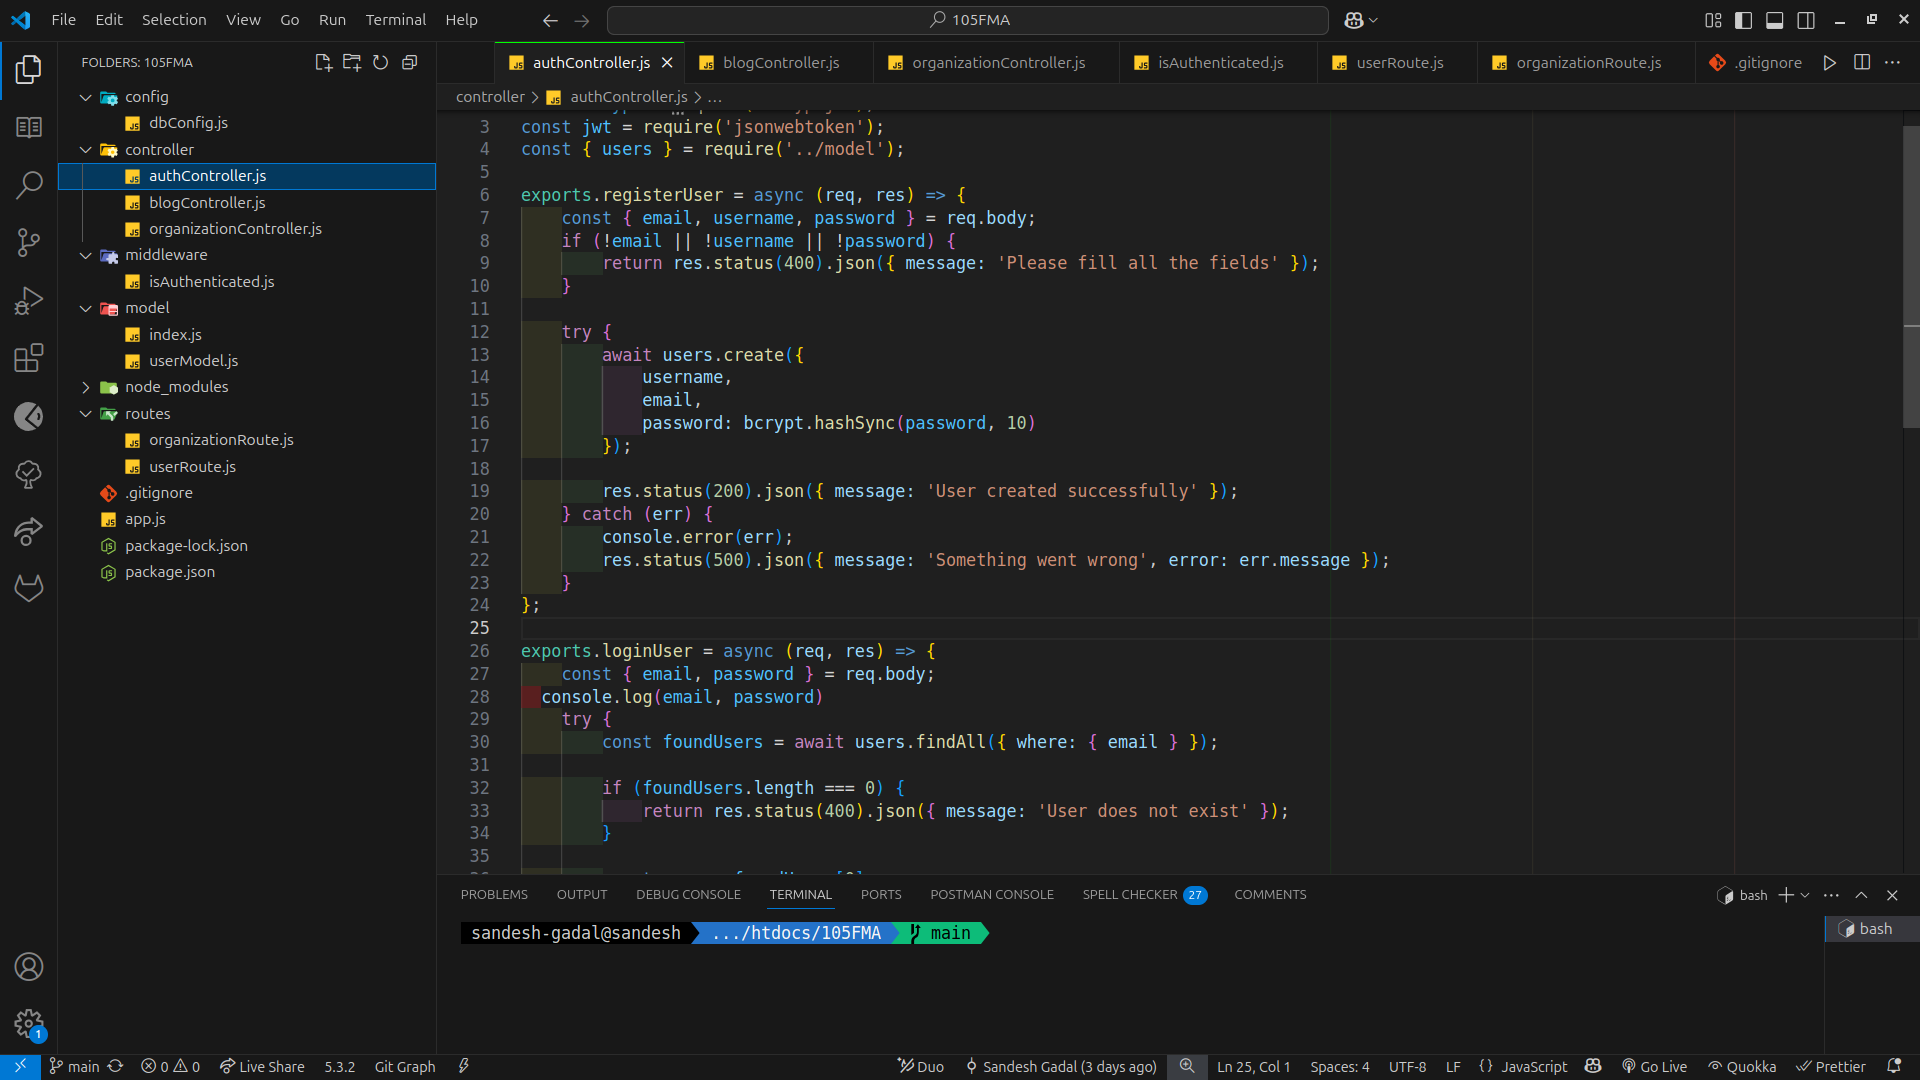 File Edit Selection View Go Run Terminal Help
105FMA
FOLDERS: 105FMA
authController.js blogController.js organizationController.js isAuthenticated.js userRoute.js organizationRoute.js .gitignore
controller > authController.js > ...
config
dbConfig.js
controller
authController.js
blogController.js
organizationController.js
middleware
isAuthenticated.js
model
index.js
userModel.js
node_modules
routes
organizationRoute.js
userRoute.js
.gitignore
app.js
package-lock.json
package.json
3 const jwt = require('jsonwebtoken');
4 const { users } = require('../model');
5
6 exports.registerUser = async (req, res) => {
7 const { email, username, password } = req.body;
8 if (!email || !username || !password) {
9 return res.status(400).json({ message: 'Please fill all the fields' });
10 }
11
12 try {
13 await users.create({
14 username,
15 email,
16 password: bcrypt.hashSync(password, 10)
17 });
18
19 res.status(200).json({ message: 'User created successfully' });
20 } catch (err) {
21 console.error(err);
22 res.status(500).json({ message: 'Something went wrong', error: err.message });
23 }
24 };
25
26 exports.loginUser = async (req, res) => {
27 const { email, password } = req.body;
28 console.log(email, password)
29 try {
30 const foundUsers = await users.findAll({ where: { email } });
31
32 if (foundUsers.length === 0) {
33 return res.status(400).json({ message: 'User does not exist' });
34 }
35
PROBLEMS OUTPUT DEBUG CONSOLE TERMINAL PORTS POSTMAN CONSOLE SPELL CHECKER 27 COMMENTS
bash
sandesh-gadal@sandesh .../htdocs/105FMA main
bash
1
main 0 0 Live Share 5.3.2 Git Graph Duo Sandesh Gadal (3 days ago) Ln 25, Col 1 Spaces: 4 UTF-8 LF {} JavaScript Go Live Quokka Prettier